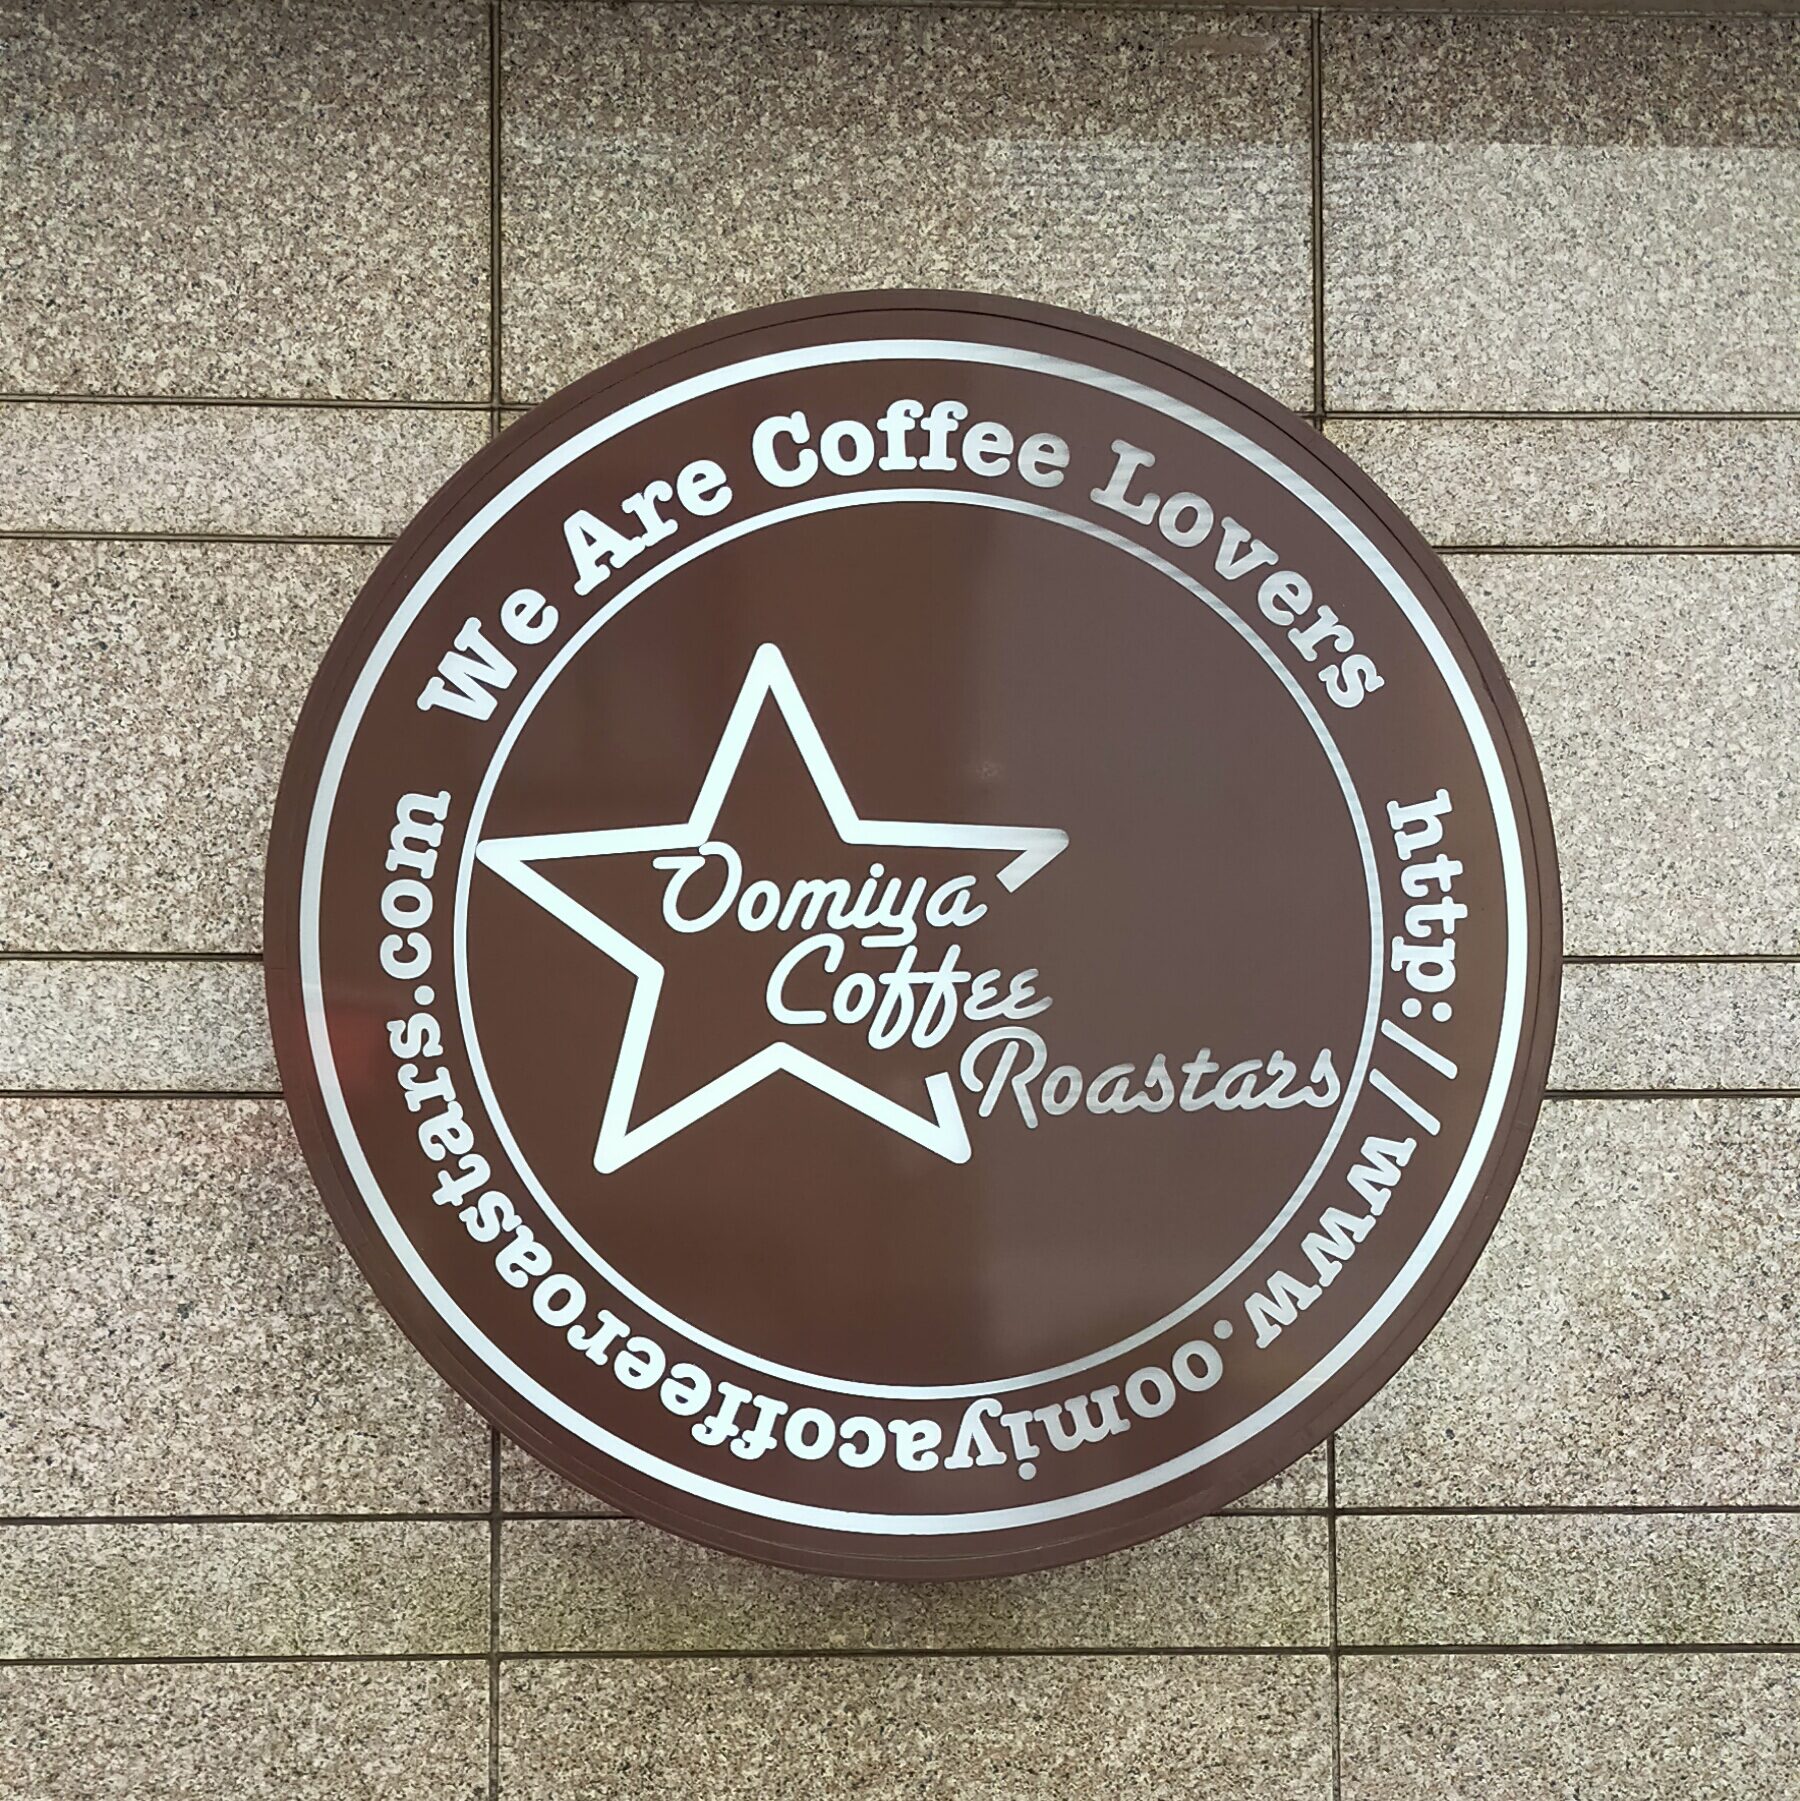 We Are Coffee Lovers
http://www.oomiyacoffeeroastars.com
Oomiya
Coffee
Roastars